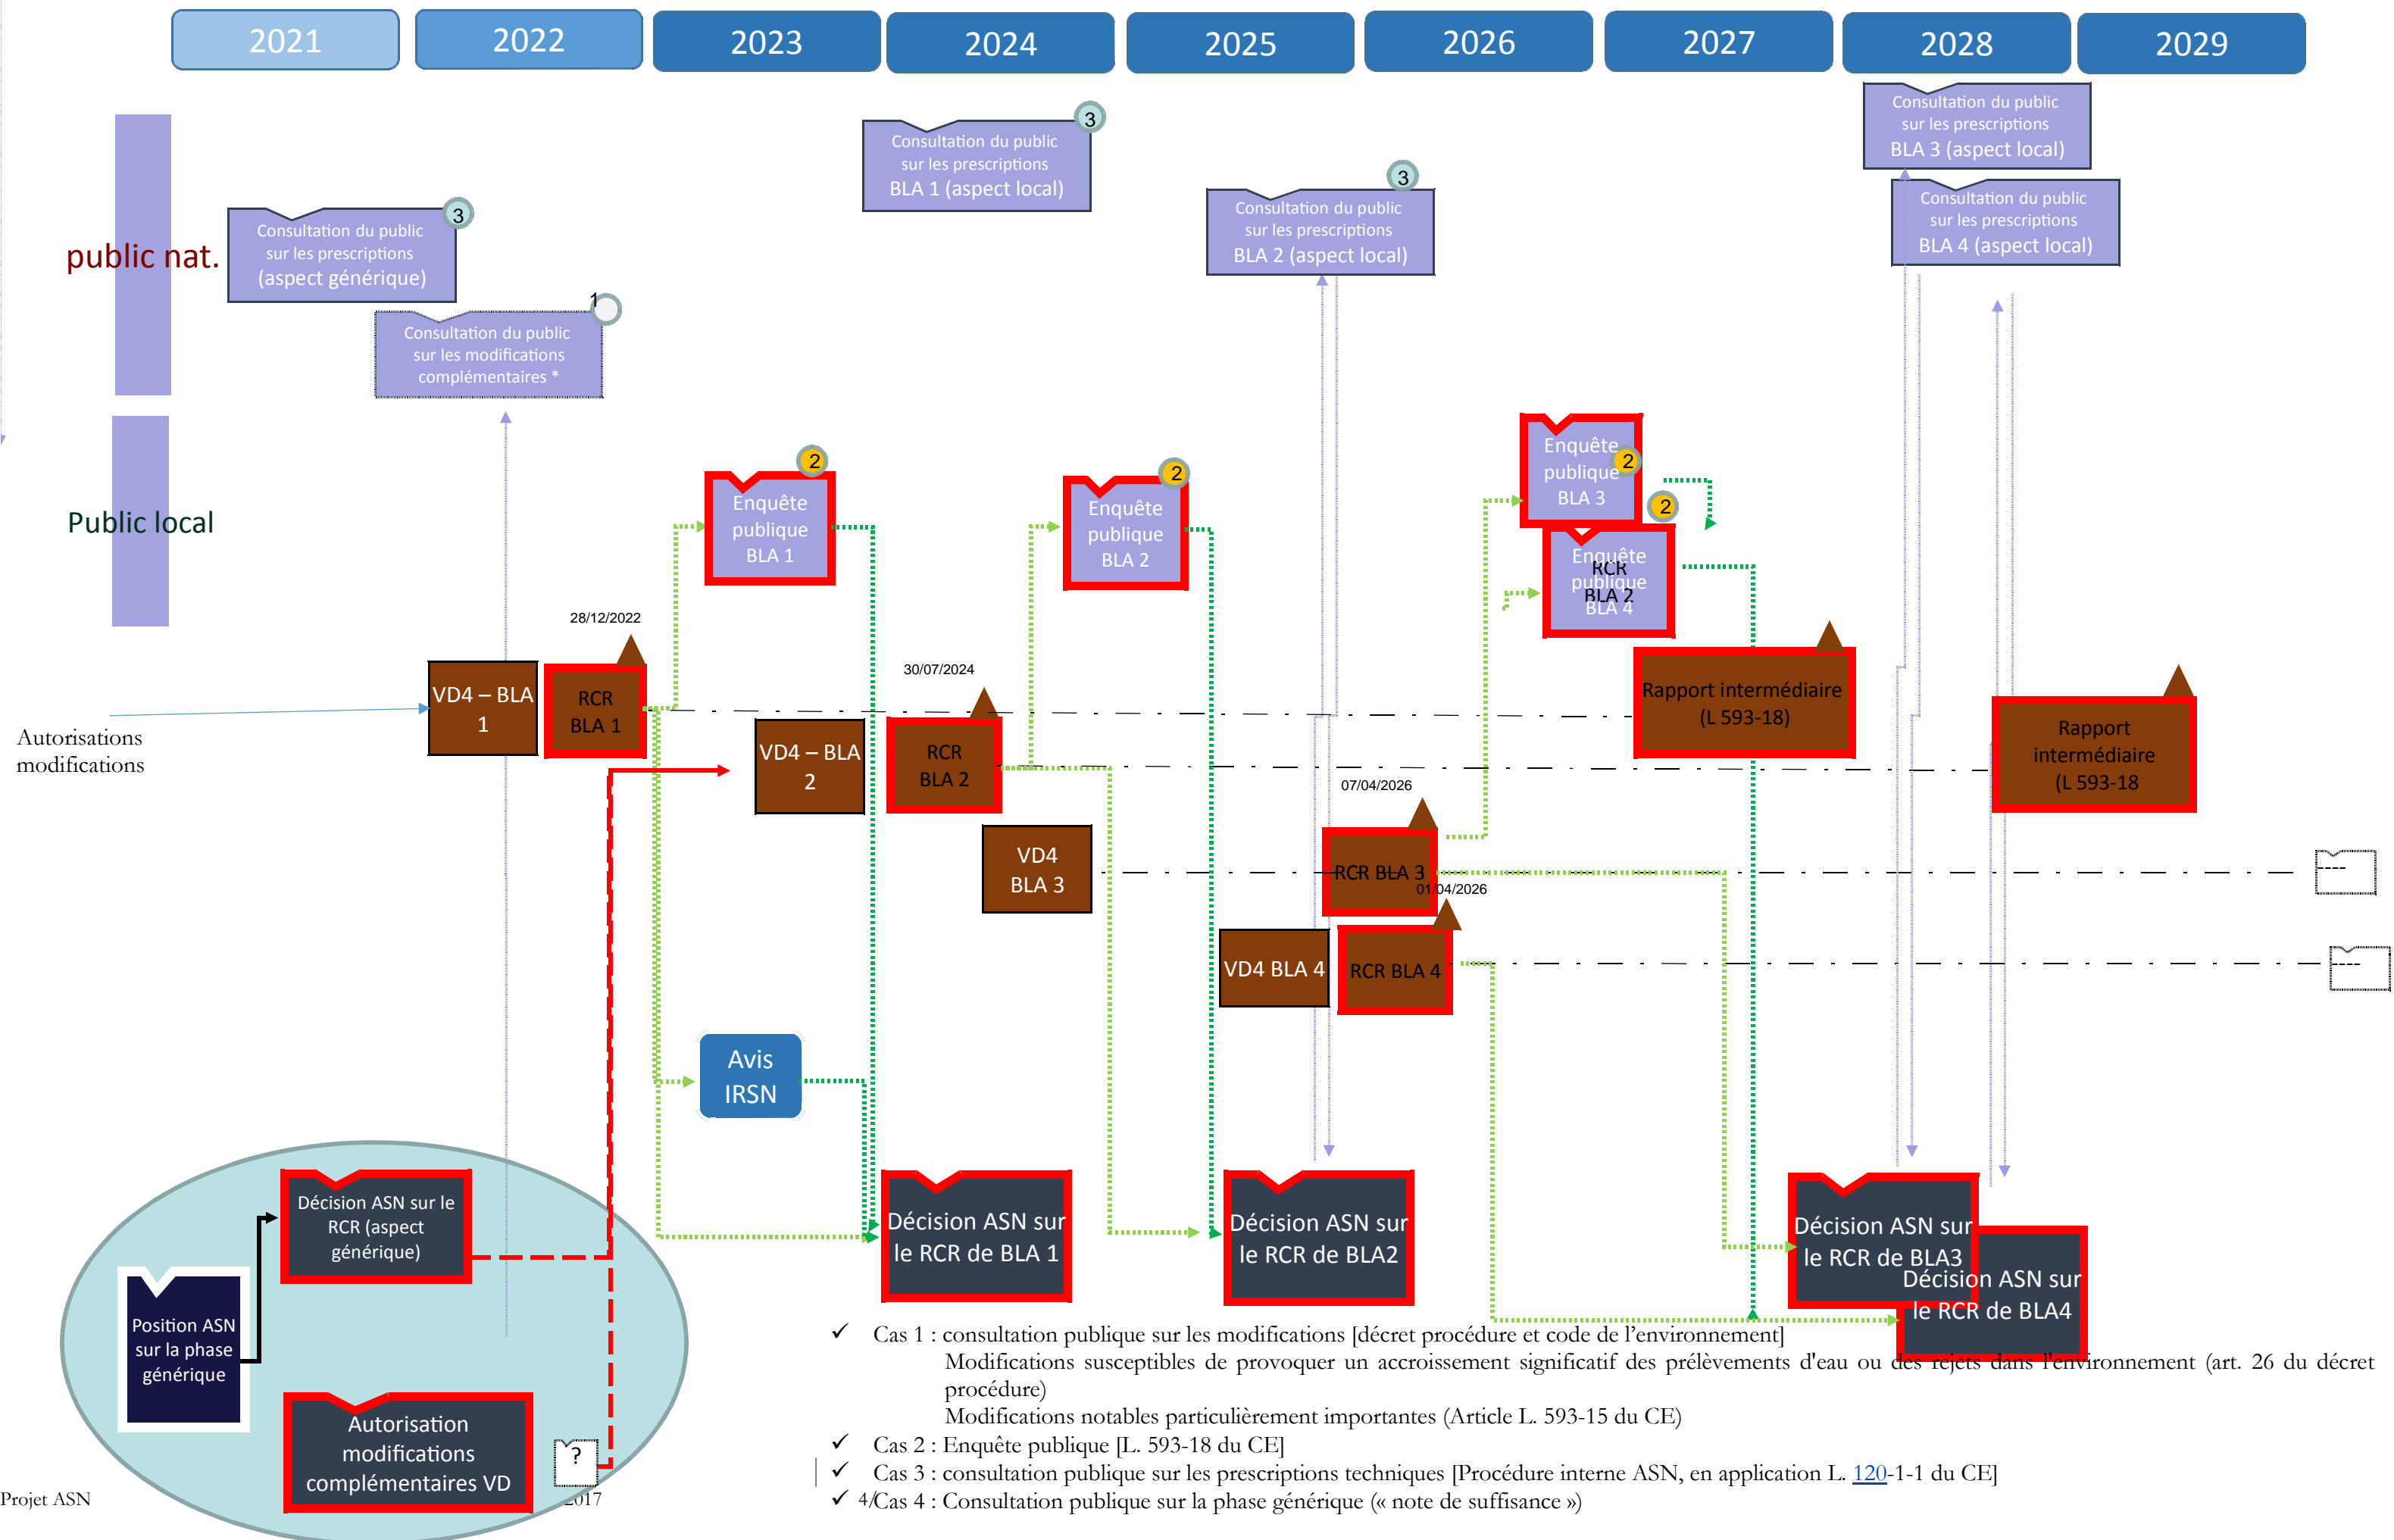 2021
2022
2023
2024
2025
2026
2027
2028
2029
Consultation du public
sur les prescriptions
BLA 3 (aspect local)
3
Consultation du public
sur les prescriptions
BLA 1 (aspect local)
3
Consultation du public
sur les prescriptions
BLA 2 (aspect local)
Consultation du public
sur les prescriptions
BLA 4 (aspect local)
public nat.
3
Consultation du public
sur les prescriptions
(aspect générique)
1
Consultation du public
sur les modifications
complémentaires *
Public local
2
Enquête
publique
BLA 1
2
Enquête
publique
BLA 2
2
Enquête
publique
BLA 3
2
Enquête
publique
BLA 4
RCR
BLA 2
28/12/2022
30/07/2024
VD4 – BLA
1
RCR
BLA 1
Rapport intermédiaire
(L 593-18)
Autorisations
modifications
VD4 – BLA
2
RCR
BLA 2
Rapport
intermédiaire
(L 593-18
07/04/2026
VD4
BLA 3
RCR BLA 3
01/04/2026
----
VD4 BLA 4
RCR BLA 4
----
Avis
IRSN
Décision ASN sur le
RCR (aspect
générique)
Position ASN
sur la phase
générique
Autorisation
modifications
complémentaires VD
?
Décision ASN sur
le RCR de BLA 1
Décision ASN sur
le RCR de BLA2
Décision ASN sur
le RCR de BLA3
Décision ASN sur
le RCR de BLA4
✓ Cas 1 : consultation publique sur les modifications [décret procédure et code de l’environnement]
Modifications susceptibles de provoquer un accroissement significatif des prélèvements d'eau ou des rejets dans l'environnement (art. 26 du décret
procédure)
Modifications notables particulièrement importantes (Article L. 593-15 du CE)
✓ Cas 2 : Enquête publique [L. 593-18 du CE]
✓ Cas 3 : consultation publique sur les prescriptions techniques [Procédure interne ASN, en application L. 120-1-1 du CE]
✓ Cas 4 : Consultation publique sur la phase générique (« note de suffisance »)
Projet ASN
2017
4/